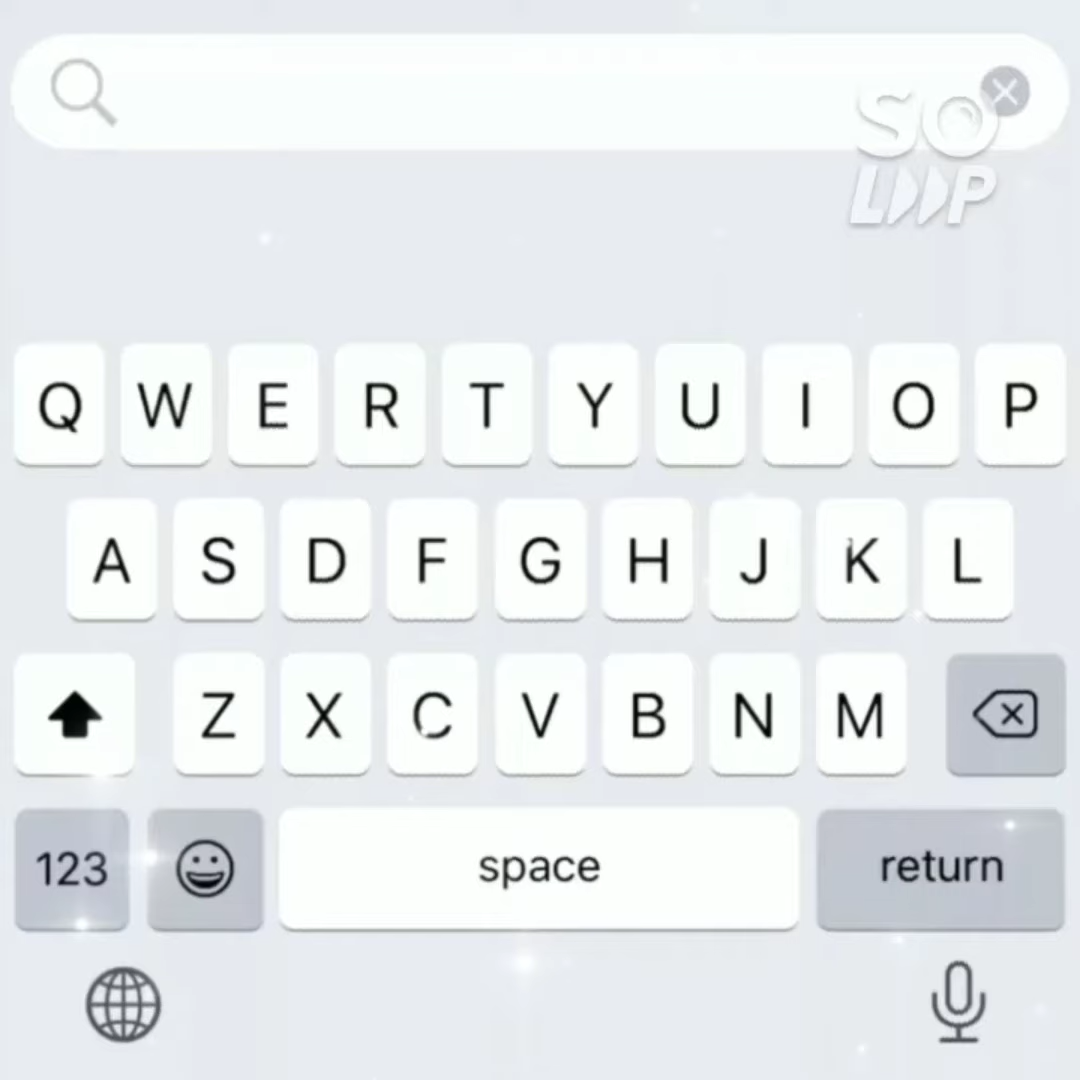 SO
LOOP
Q W E R T Y U I O P
A S D F G H J K L
Z X C V B N M
123 space return